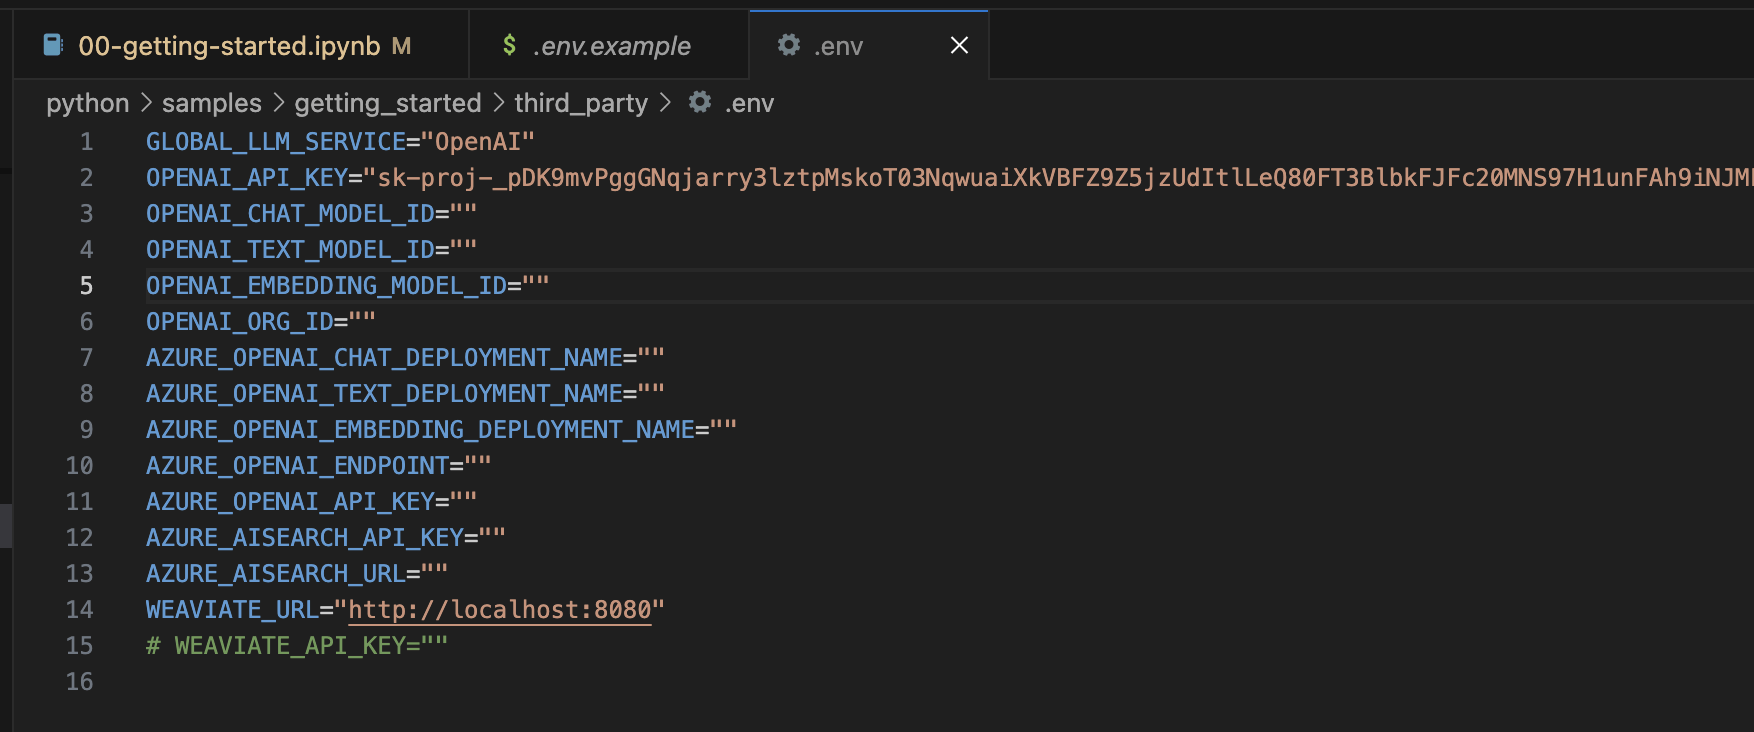 00-getting-started.ipynb M
$ .env.example
.env
python > samples > getting_started > third_party > .env
1 GLOBAL_LLM_SERVICE="OpenAI"
2 OPENAI_API_KEY="sk-proj-_pDK9mvPggGNqjarry3lztpMskoT03NqwuaiXkVBFZ9Z5jzUdItlLeQ80FT3BlbkFJFc20MNS97H1unFAh9iNJM
3 OPENAI_CHAT_MODEL_ID=""
4 OPENAI_TEXT_MODEL_ID=""
5 OPENAI_EMBEDDING_MODEL_ID=""
6 OPENAI_ORG_ID=""
7 AZURE_OPENAI_CHAT_DEPLOYMENT_NAME=""
8 AZURE_OPENAI_TEXT_DEPLOYMENT_NAME=""
9 AZURE_OPENAI_EMBEDDING_DEPLOYMENT_NAME=""
10 AZURE_OPENAI_ENDPOINT=""
11 AZURE_OPENAI_API_KEY=""
12 AZURE_AISEARCH_API_KEY=""
13 AZURE_AISEARCH_URL=""
14 WEAVIATE_URL="http://localhost:8080"
15 # WEAVIATE_API_KEY=""
16